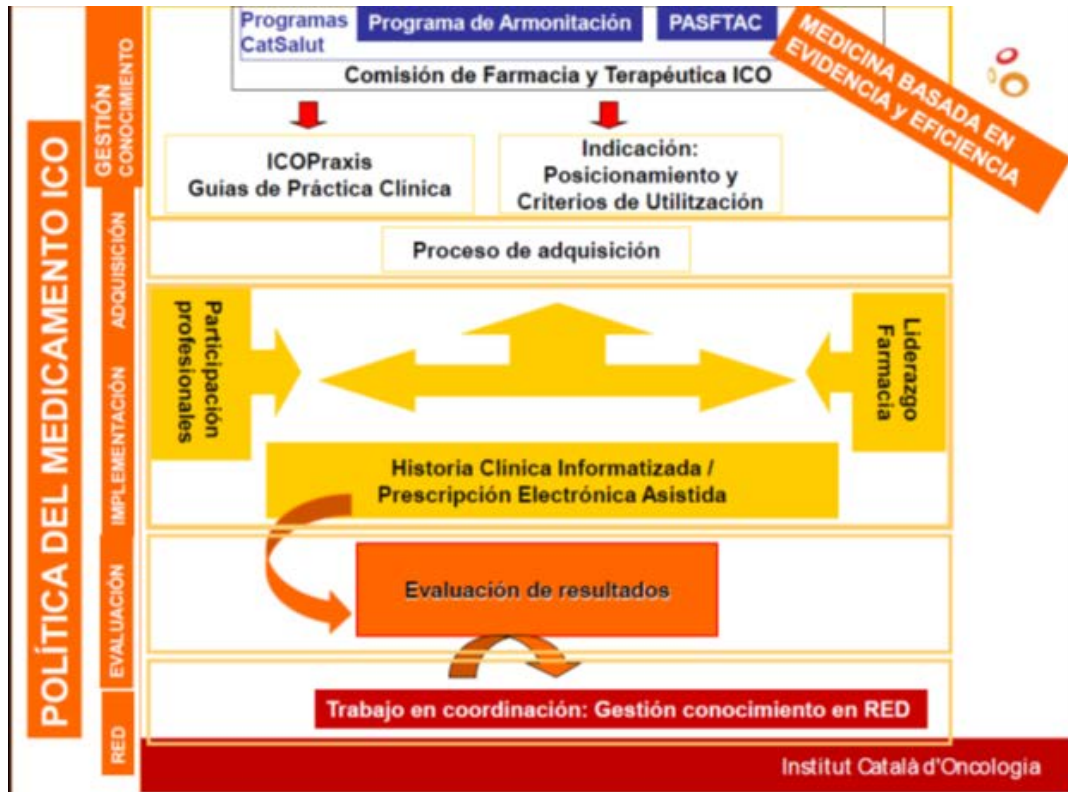 POLÍTICA DEL MEDICAMENTO ICO
GESTIÓN
CONOCIMIENTO
ADQUISICIÓN
IMPLEMENTACIÓN
EVALUACIÓN
RED
Programas
CatSalut
Programa de Armonitación
PASFTAC
Comisión de Farmacia y Terapéutica ICO
MEDICINA BASADA EN
EVIDENCIA y EFICIENCIA
ICOPraxis
Guias de Práctica Clínica
Indicación:
Posicionamiento y
Criterios de Utilitzación
Proceso de adquisición
Participación
profesionales
Liderazgo
Farmacia
Historia Clínica Informatizada /
Prescripción Electrónica Asistida
Evaluación de resultados
Trabajo en coordinación: Gestión conocimiento en RED
Institut Català d'Oncologia